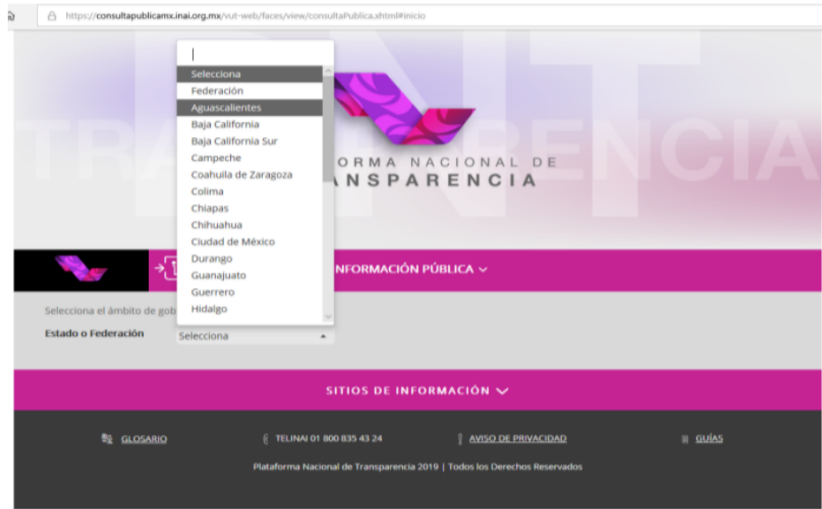 https://consultapublicamx.inai.org.mx/vut-web/faces/view/consultaPublica.xhtml#inicio
Selecciona
Federación
Aguascalientes
Baja California
Baja California Sur
Campeche
Coahuila de Zaragoza
Colima
Chiapas
Chihuahua
Ciudad de México
Durango
Guanajuato
Guerrero
Hidalgo
ORMA NACIONAL DE
NSPARENCIA
NFORMACIÓN PÚBLICA
Selecciona el ámbito de gob
Estado o Federación
Selecciona
SITIOS DE INFORMACIÓN
GLOSARIO
TELINAI 01 800 835 43 24
AVISO DE PRIVACIDAD
GUÍAS
Plataforma Nacional de Transparencia 2019 | Todos los Derechos Reservados